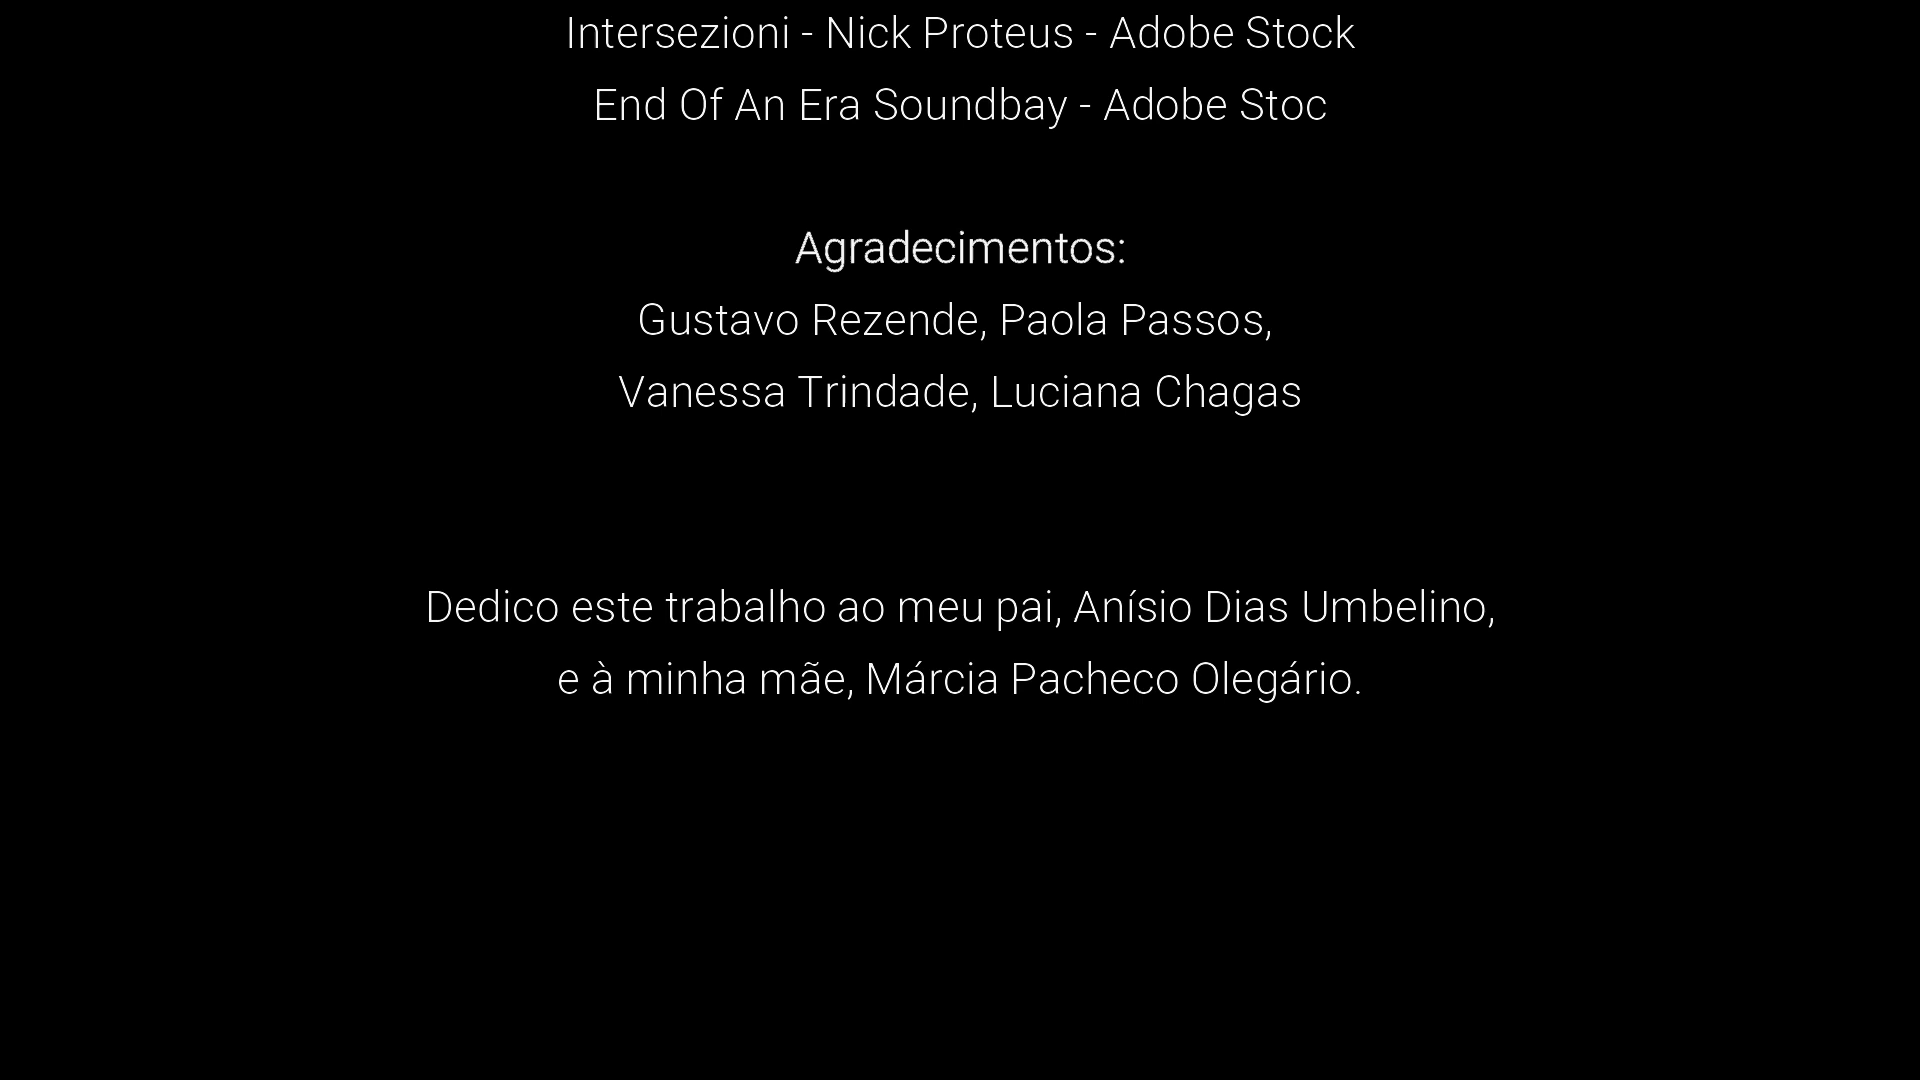 Intersezioni - Nick Proteus - Adobe Stock
End Of An Era Soundbay - Adobe Stoc
Agradecimentos:
Gustavo Rezende, Paola Passos,
Vanessa Trindade, Luciana Chagas
Dedico este trabalho ao meu pai, Anísio Dias Umbelino,
e à minha mãe, Márcia Pacheco Olegário.